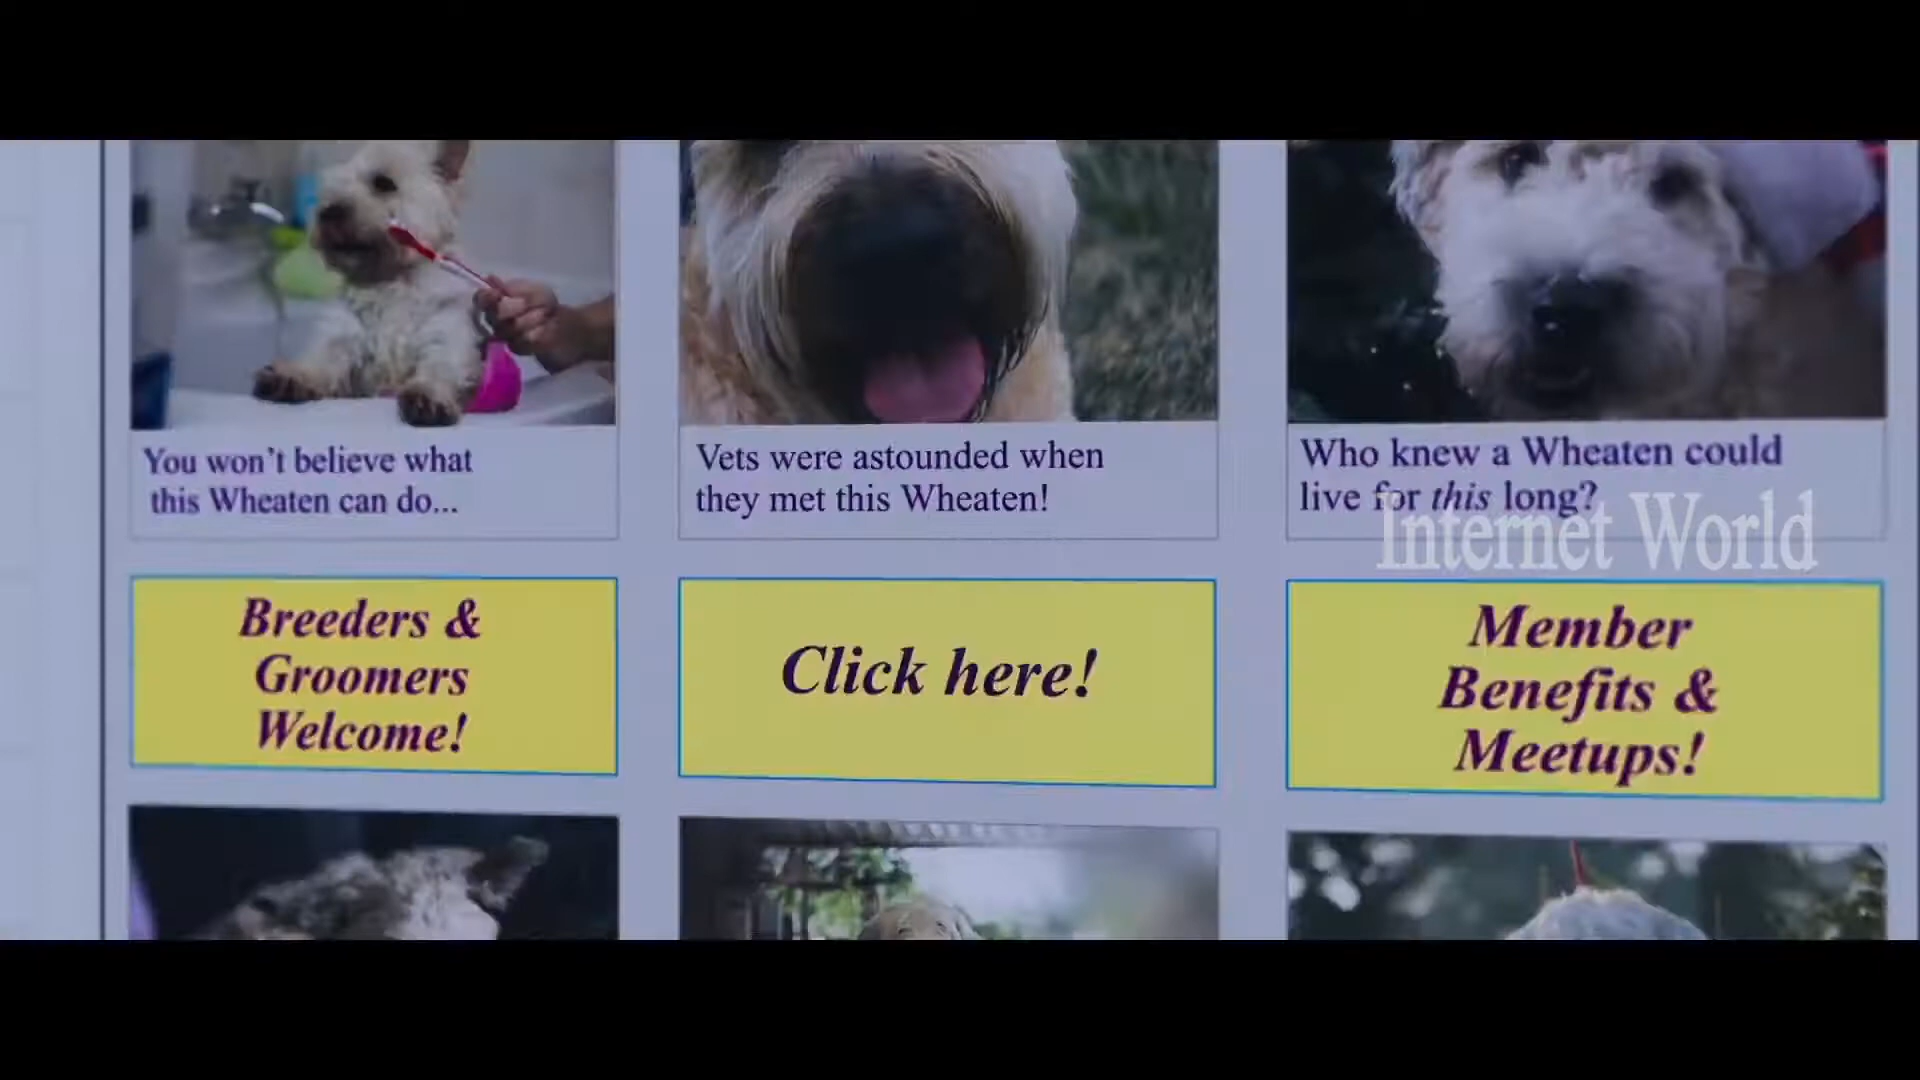 You won't believe what
this Wheaten can do...
Vets were astounded when
they met this Wheaten!
Who knew a Wheaten could
live for this long?
Internet World
Breeders &
Groomers
Welcome!
Click here!
Member
Benefits &
Meetups!